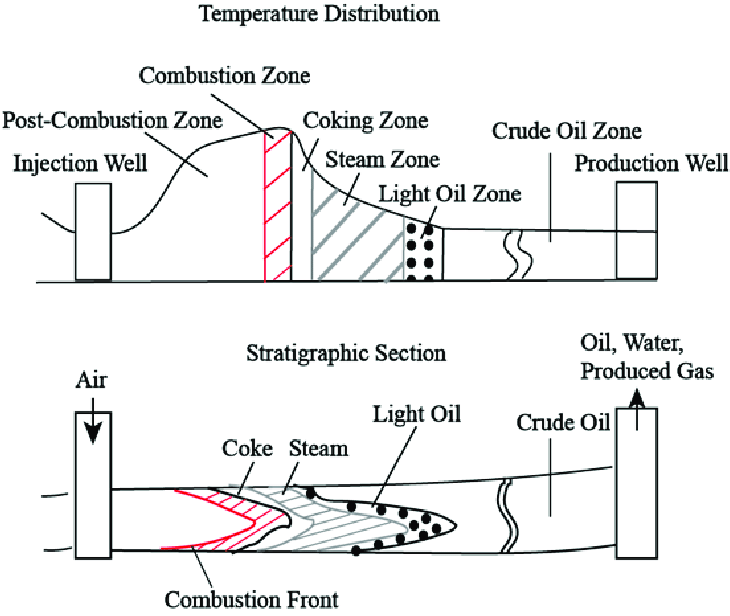 Temperature Distribution
Combustion Zone
Post-Combustion Zone
Coking Zone
Crude Oil Zone
Injection Well
Steam Zone
Production Well
Light Oil Zone
Stratigraphic Section
Oil, Water,
Produced Gas
Air
Light Oil
Crude Oil
Coke
Steam
Combustion Front